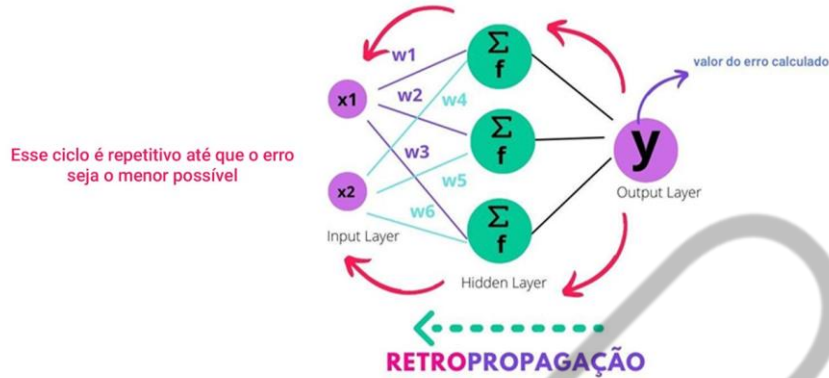 Esse ciclo é repetitivo até que o erro
seja o menor possível
x1
x2
w1
w2
w3
w4
w5
w6
Input Layer
Σ
f
Σ
f
Σ
f
Hidden Layer
y
Output Layer
valor do erro calculado
RETROPROPAGAÇÃO